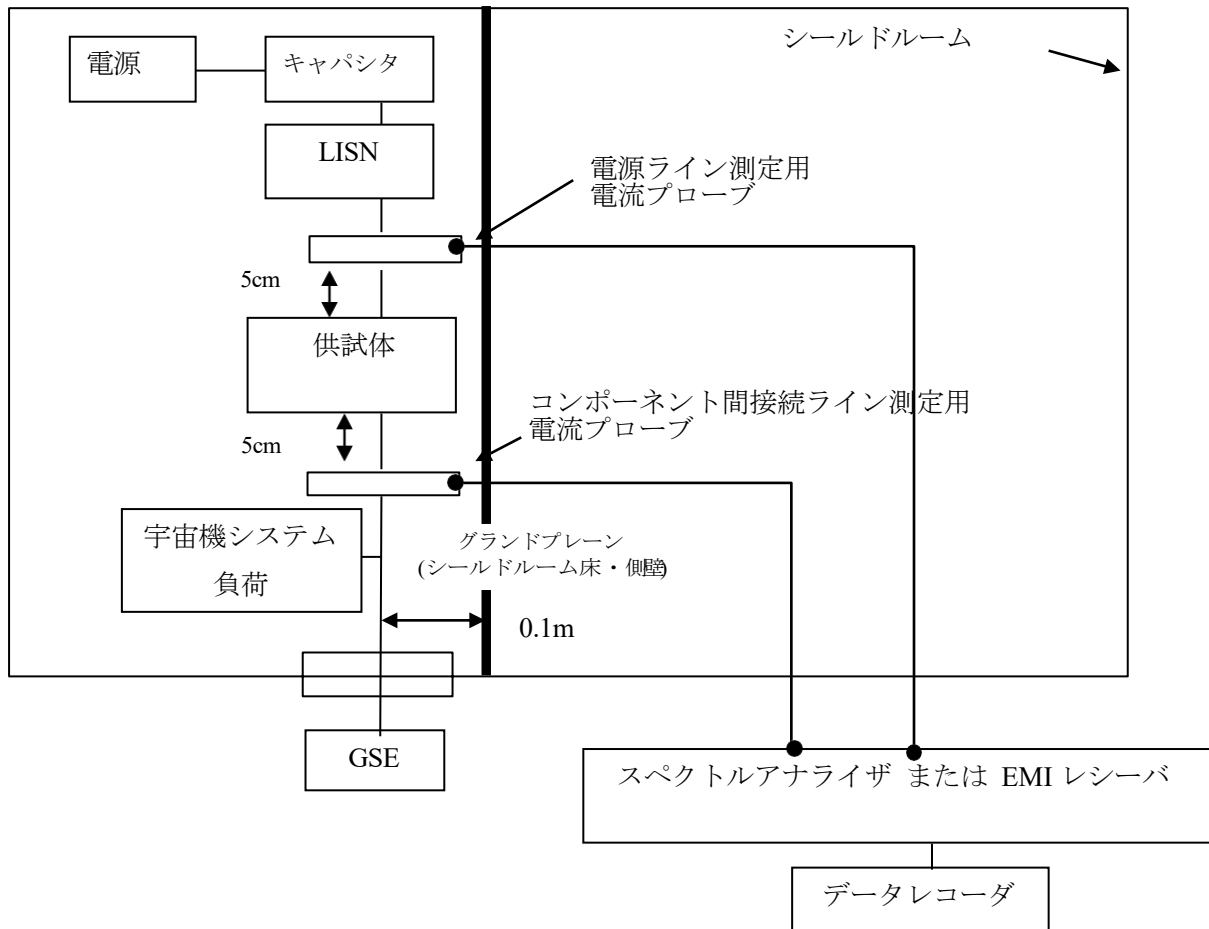 シールドルーム
電源
キャパシタ
LISN
電源ライン測定用
電流プローブ
5cm
供試体
コンポーネント間接続ライン測定用
電流プローブ
5cm
宇宙機システム
負荷
グランドプレーン
(シールドルーム床・側壁)
0.1m
GSE
スペクトルアナライザ または EMI レシーバ
データレコーダ